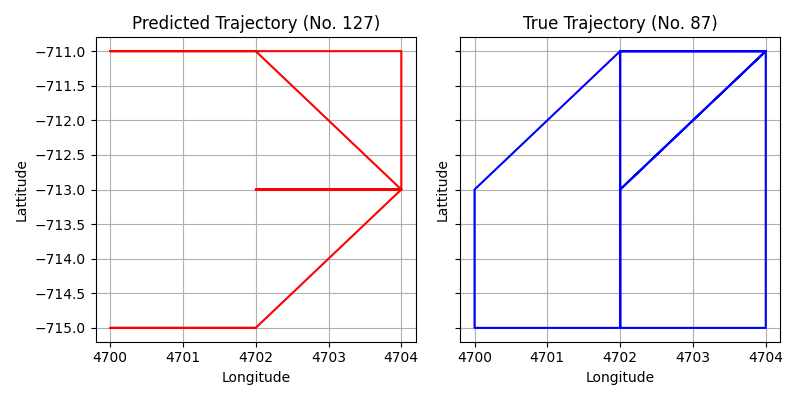 Predicted Trajectory (No. 127)
True Trajectory (No. 87)
−711.0
−711.5
−712.0
−712.5
−713.0
−713.5
−714.0
−714.5
−715.0
Lattitude
Lattitude
4700 4701 4702 4703 4704
4700 4701 4702 4703 4704
Longitude
Longitude